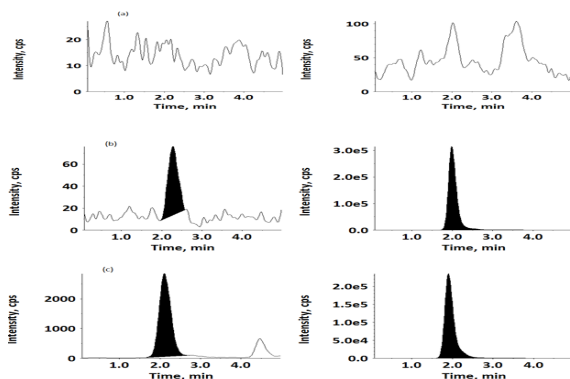 (a)
Intensity, cps
20
10
0
1.0 2.0 3.0 4.0
Time, min
Intensity, cps
100
50
0
1.0 2.0 3.0 4.0
Time, min
(b)
Intensity, cps
60
40
20
0
1.0 2.0 3.0 4.0
Time, min
Intensity, cps
3.0e5
2.0e5
1.0e5
0.0
1.0 2.0 3.0 4.0
Time, min
(c)
Intensity, cps
2000
1000
0
1.0 2.0 3.0 4.0
Time, min
Intensity, cps
2.0e5
1.5e5
1.0e5
5.0e4
0.0
1.0 2.0 3.0 4.0
Time, min